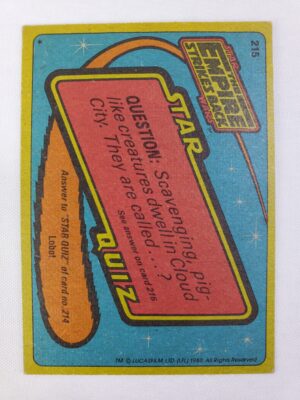 215
STAR
THE
EMPIRE
STRIKES BACK
WARS
STAR
QUESTION: Scavenging, pig-
like creatures dwell in Cloud
City. They are called . . . ?
See answer on card 216
QUIZ
Answer to "STAR QUIZ" of card no. 214
Lobot
TM: © LUCASFILM LTD. (LFL) 1980. All Rights Reserved